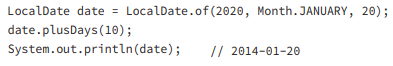 LocalDate date = LocalDate.of(2020, Month.JANUARY, 20);
date.plusDays(10);
System.out.println(date);    // 2014-01-20